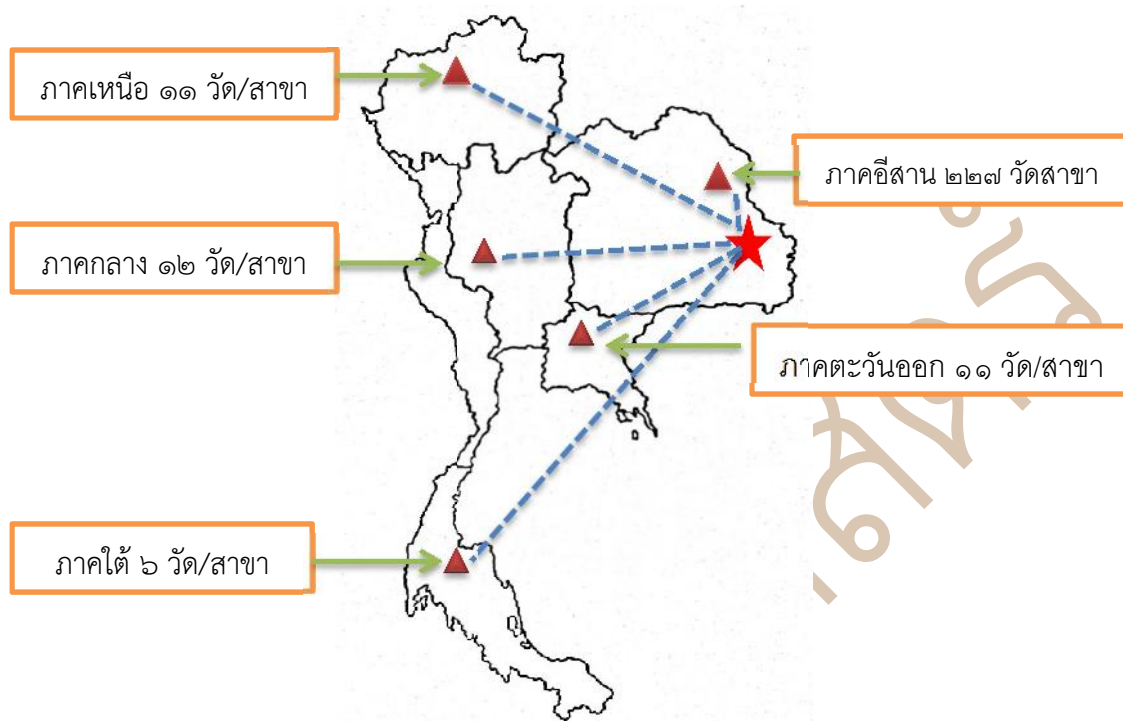 ภาคเหนือ ๑๑ วัด/สาขา
ภาคอีสาน ๒๒๗ วัดสาขา
ภาคกลาง ๑๒ วัด/สาขา
ภาคตะวันออก ๑๑ วัด/สาขา
ภาคใต้ ๖ วัด/สาขา